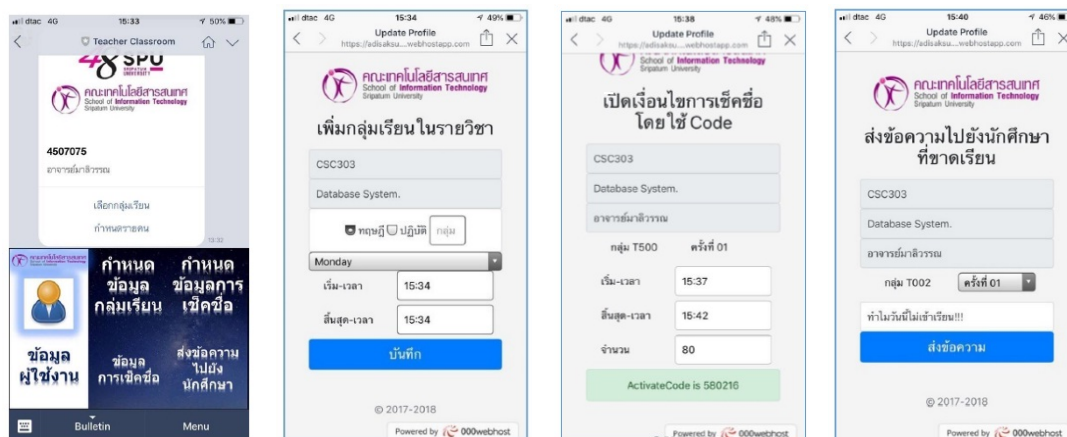 dtac 4G 15:33 50%
Teacher Classroom
48 SPU
SRIPATUM
UNIVERSITY
คณะเทคโนโลยีสารสนเทศ
School of Information Technology
Sripatum University
4507075
อาจารย์มาลิวรรณ
เลือกกลุ่มเรียน
กำหนดรายคน
ข้อมูลผู้ใช้งาน
กำหนดข้อมูลกลุ่มเรียน
กำหนดข้อมูลการเช็คชื่อ
ข้อมูลการเช็คชื่อ
ส่งข้อความไปยังนักศึกษา
Bulletin
Menu
dtac 4G 15:34 49%
Update Profile
https://adisaksu....webhostapp.com
คณะเทคโนโลยีสารสนเทศ
School of Information Technology
Sripatum University
เพิ่มกลุ่มเรียนในรายวิชา
CSC303
Database System.
ทฤษฎี ปฏิบัติ กลุ่ม
Monday
เริ่ม-เวลา 15:34
สิ้นสุด-เวลา 15:34
บันทึก
© 2017-2018
Powered by 000webhost
dtac 4G 15:38 48%
Update Profile
https://adisaksu....webhostapp.com
School of Information Technology
Sripatum University
เปิดเงื่อนไขการเช็คชื่อ
โดยใช้ Code
CSC303
Database System.
อาจารย์มาลิวรรณ
กลุ่ม T500 ครั้งที่ 01
เริ่ม-เวลา 15:37
สิ้นสุด-เวลา 15:42
จำนวน 80
ActivateCode is 580216
© 2017-2018
Powered by 000webhost
dtac 4G 15:40 46%
Update Profile
https://adisaksu....webhostapp.com
คณะเทคโนโลยีสารสนเทศ
School of Information Technology
Sripatum University
ส่งข้อความไปยังนักศึกษา
ที่ขาดเรียน
CSC303
Database System.
อาจารย์มาลิวรรณ
กลุ่ม T002 ครั้งที่ 01
ทำไมวันนี้ไม่เข้าเรียน!!!
ส่งข้อความ
© 2017-2018
Powered by 000webhost